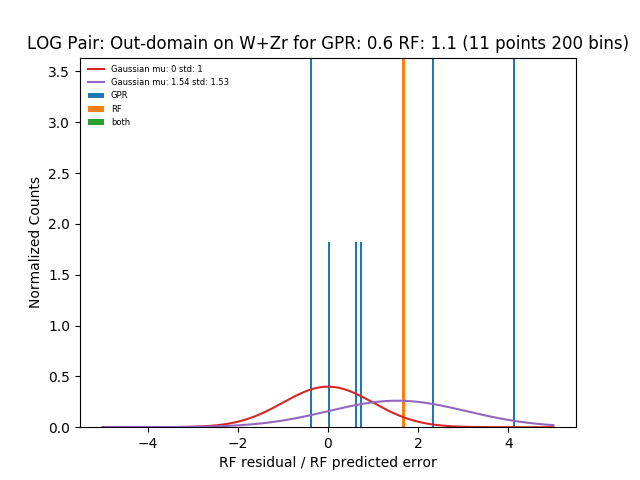 LOG Pair: Out-domain on W+Zr for GPR: 0.6 RF: 1.1 (11 points 200 bins)
Gaussian mu: 0 std: 1
Gaussian mu: 1.54 std: 1.53
GPR
RF
both
3.5
3.0
2.5
2.0
1.5
1.0
0.5
0.0
Normalized Counts
−4 −2 0 2 4
RF residual / RF predicted error